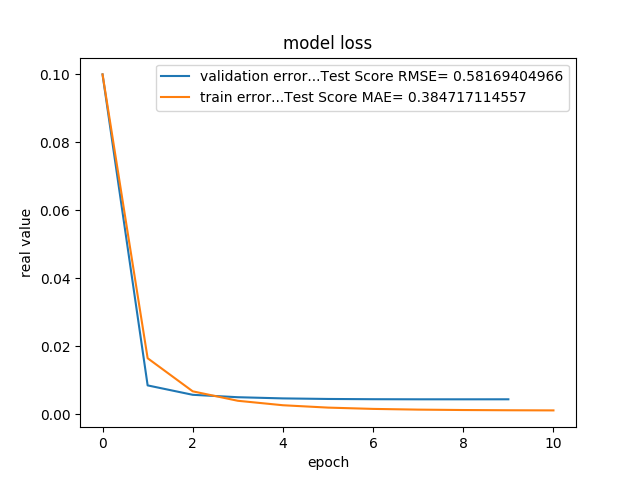 model loss
validation error...Test Score RMSE= 0.58169404966
train error...Test Score MAE= 0.384717114557
real value
0.10
0.08
0.06
0.04
0.02
0.00
0 2 4 6 8 10
epoch